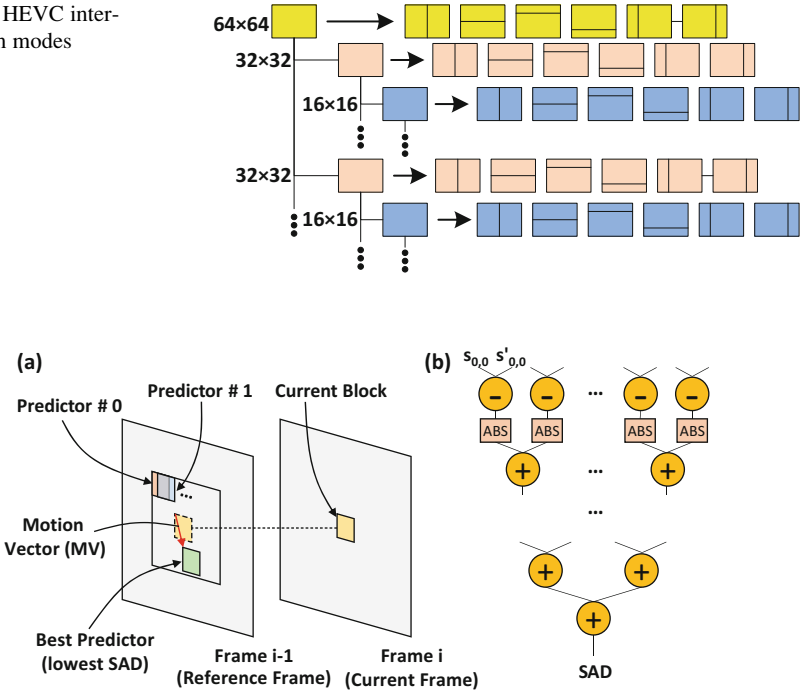 HEVC inter-
n modes
64×64
32×32
16×16
32×32
16×16
(a)
Predictor # 0
Predictor # 1
Current Block
Motion
Vector (MV)
Best Predictor
(lowest SAD)
Frame i-1
(Reference Frame)
Frame i
(Current Frame)
(b)
s0,0 s'0,0
- - ... - -
ABS ABS ABS ABS
+ ... +
...
+ +
+
SAD